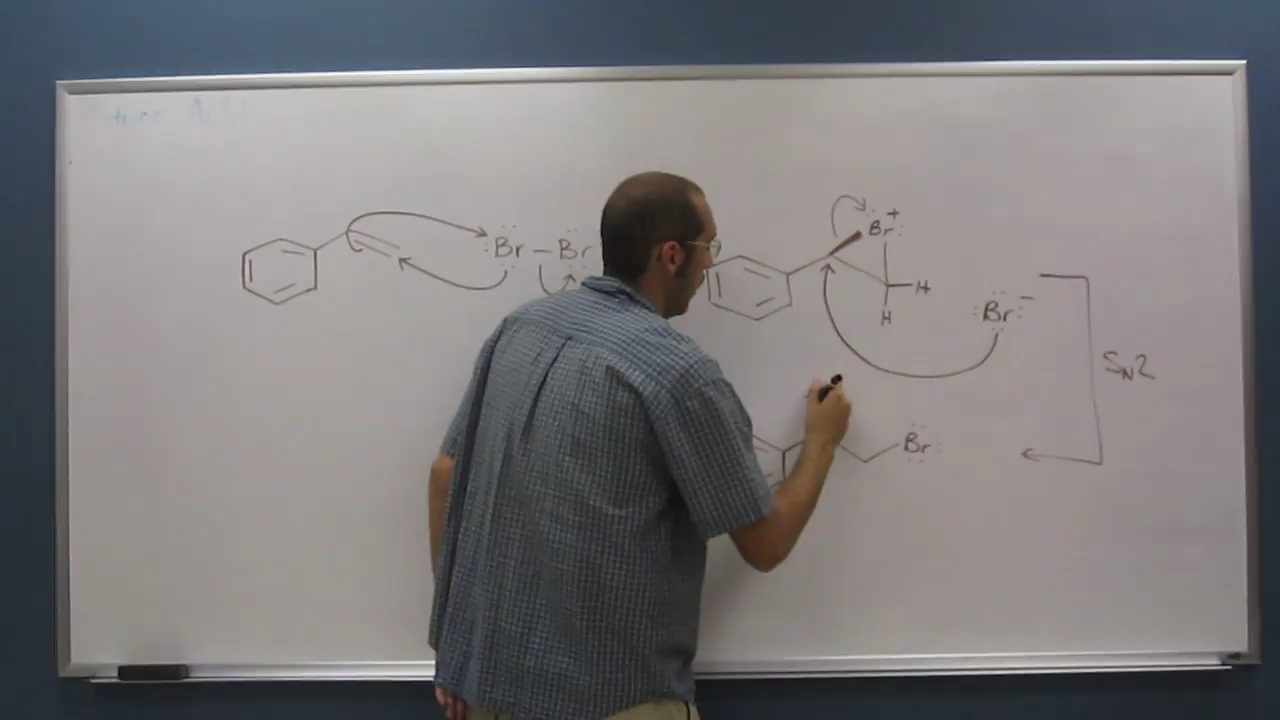 Br – Br
Br +
H
H
Br –
SN2
Br